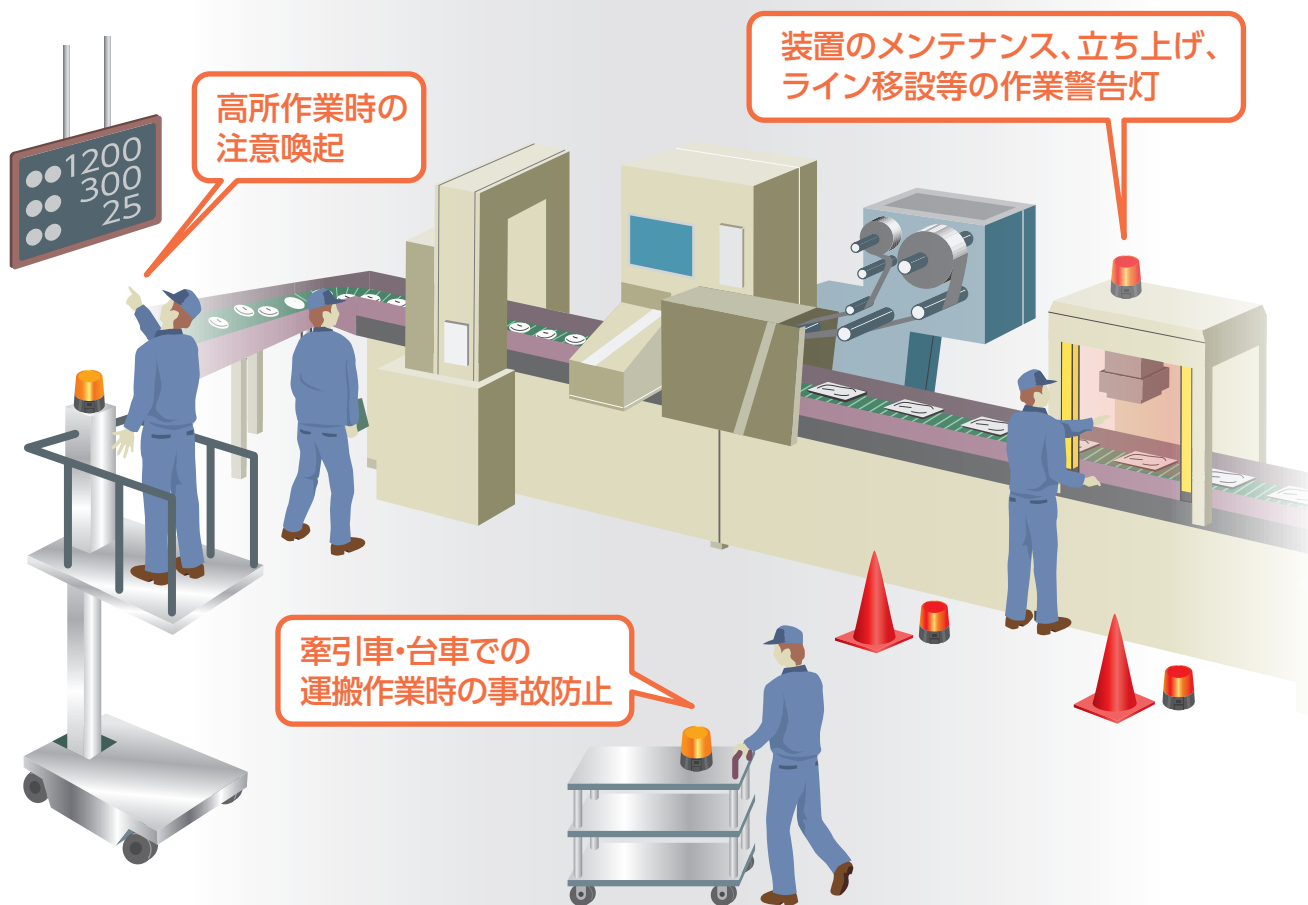 装置のメンテナンス、立ち上げ、
ライン移設等の作業警告灯
高所作業時の
注意喚起
1200
300
25
牽引車・台車での
運搬作業時の事故防止